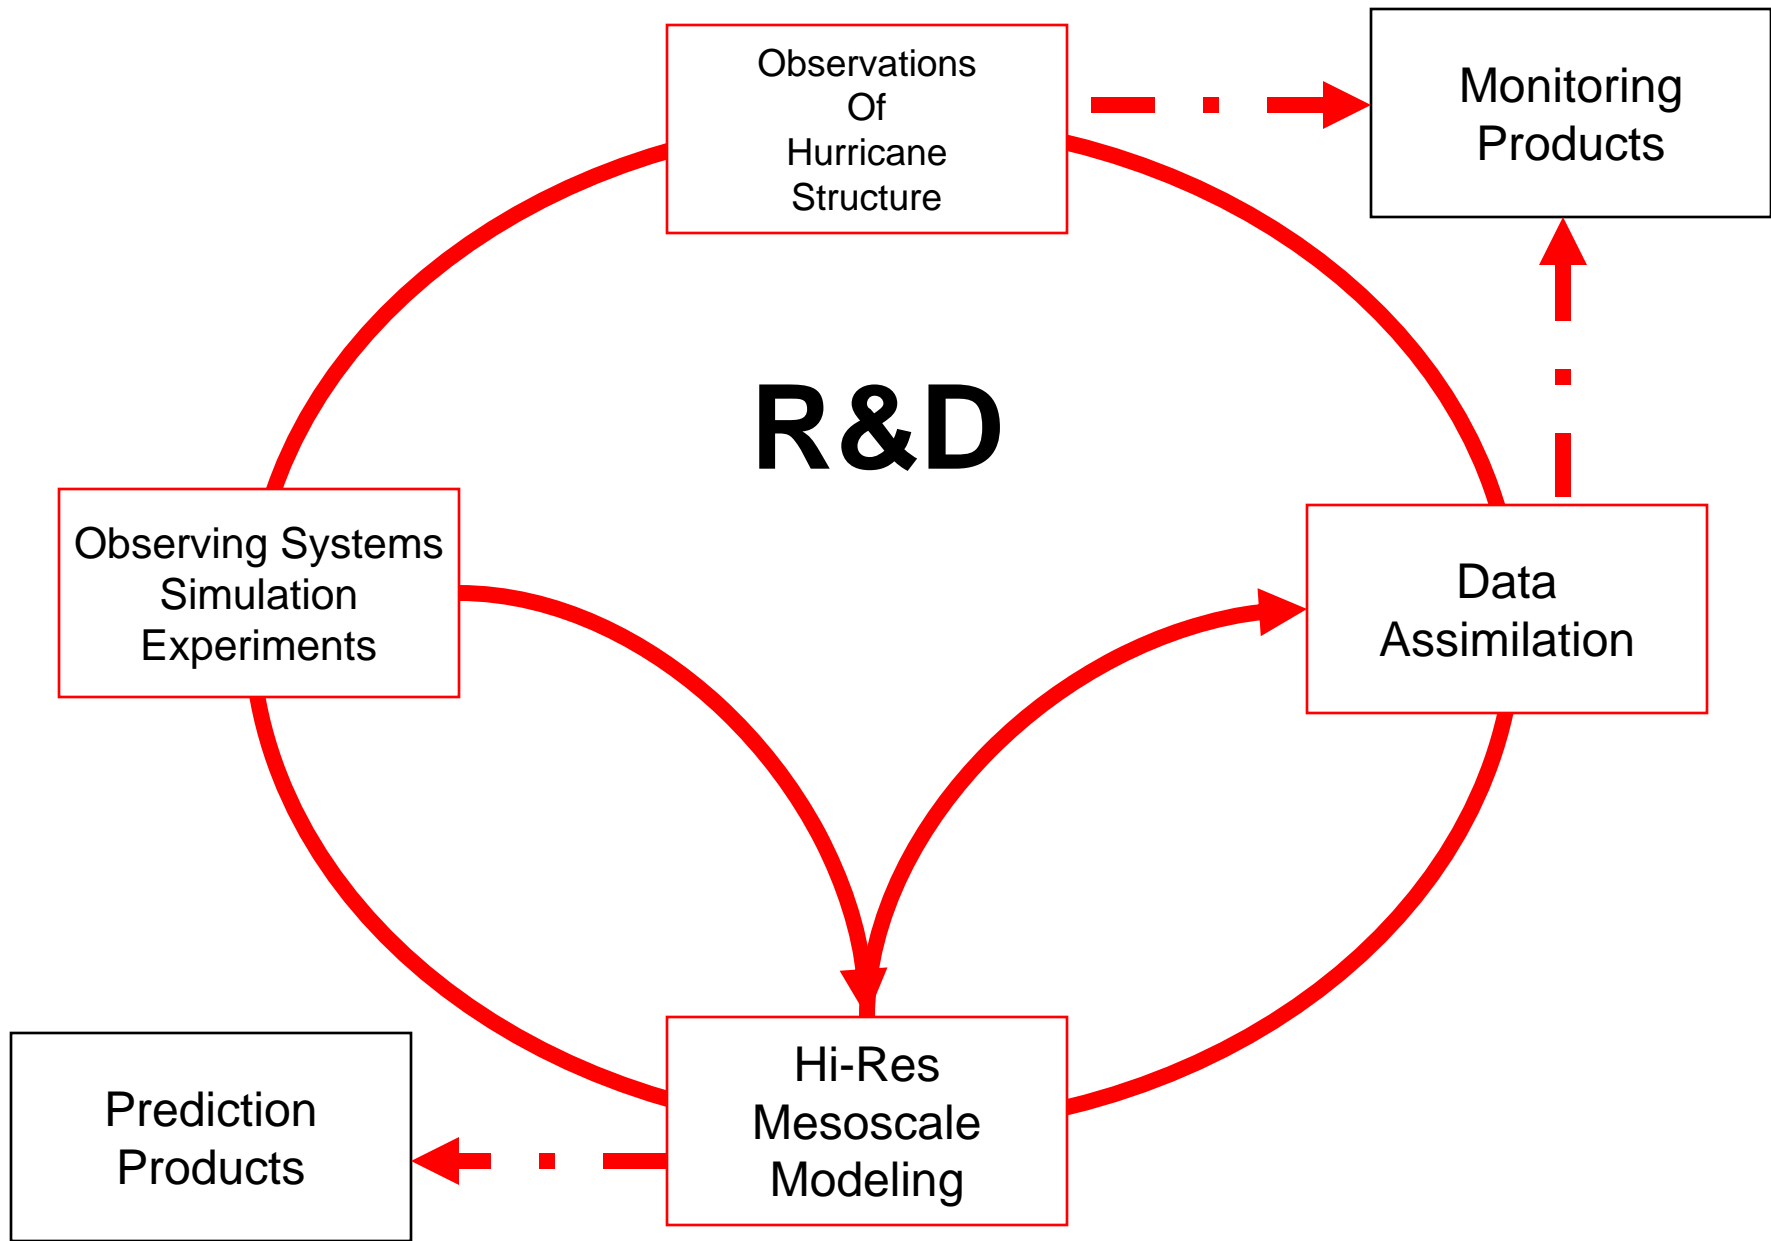 Observations
Of
Hurricane
Structure
Monitoring
Products
R&D
Observing Systems
Simulation
Experiments
Data
Assimilation
Prediction
Products
Hi-Res
Mesoscale
Modeling